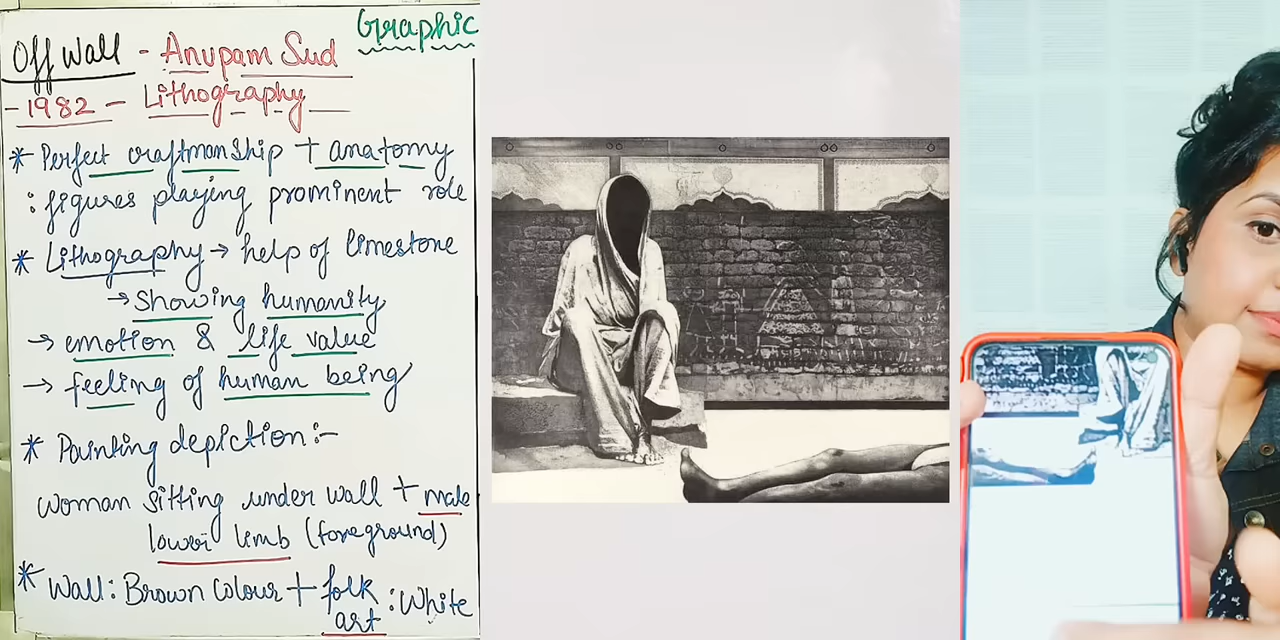 Graphic
Off Wall - Anupam Sud
- 1982 - Lithography
* Perfect craftmanship + anatomy
: figures playing prominent role
* Lithography → help of limestone
→ Showing humanity
→ emotion & life value
→ feeling of human being
* Painting depiction :-
Woman sitting under wall + male
lower limb (foreground)
* Wall : Brown Colour + folk : White
art